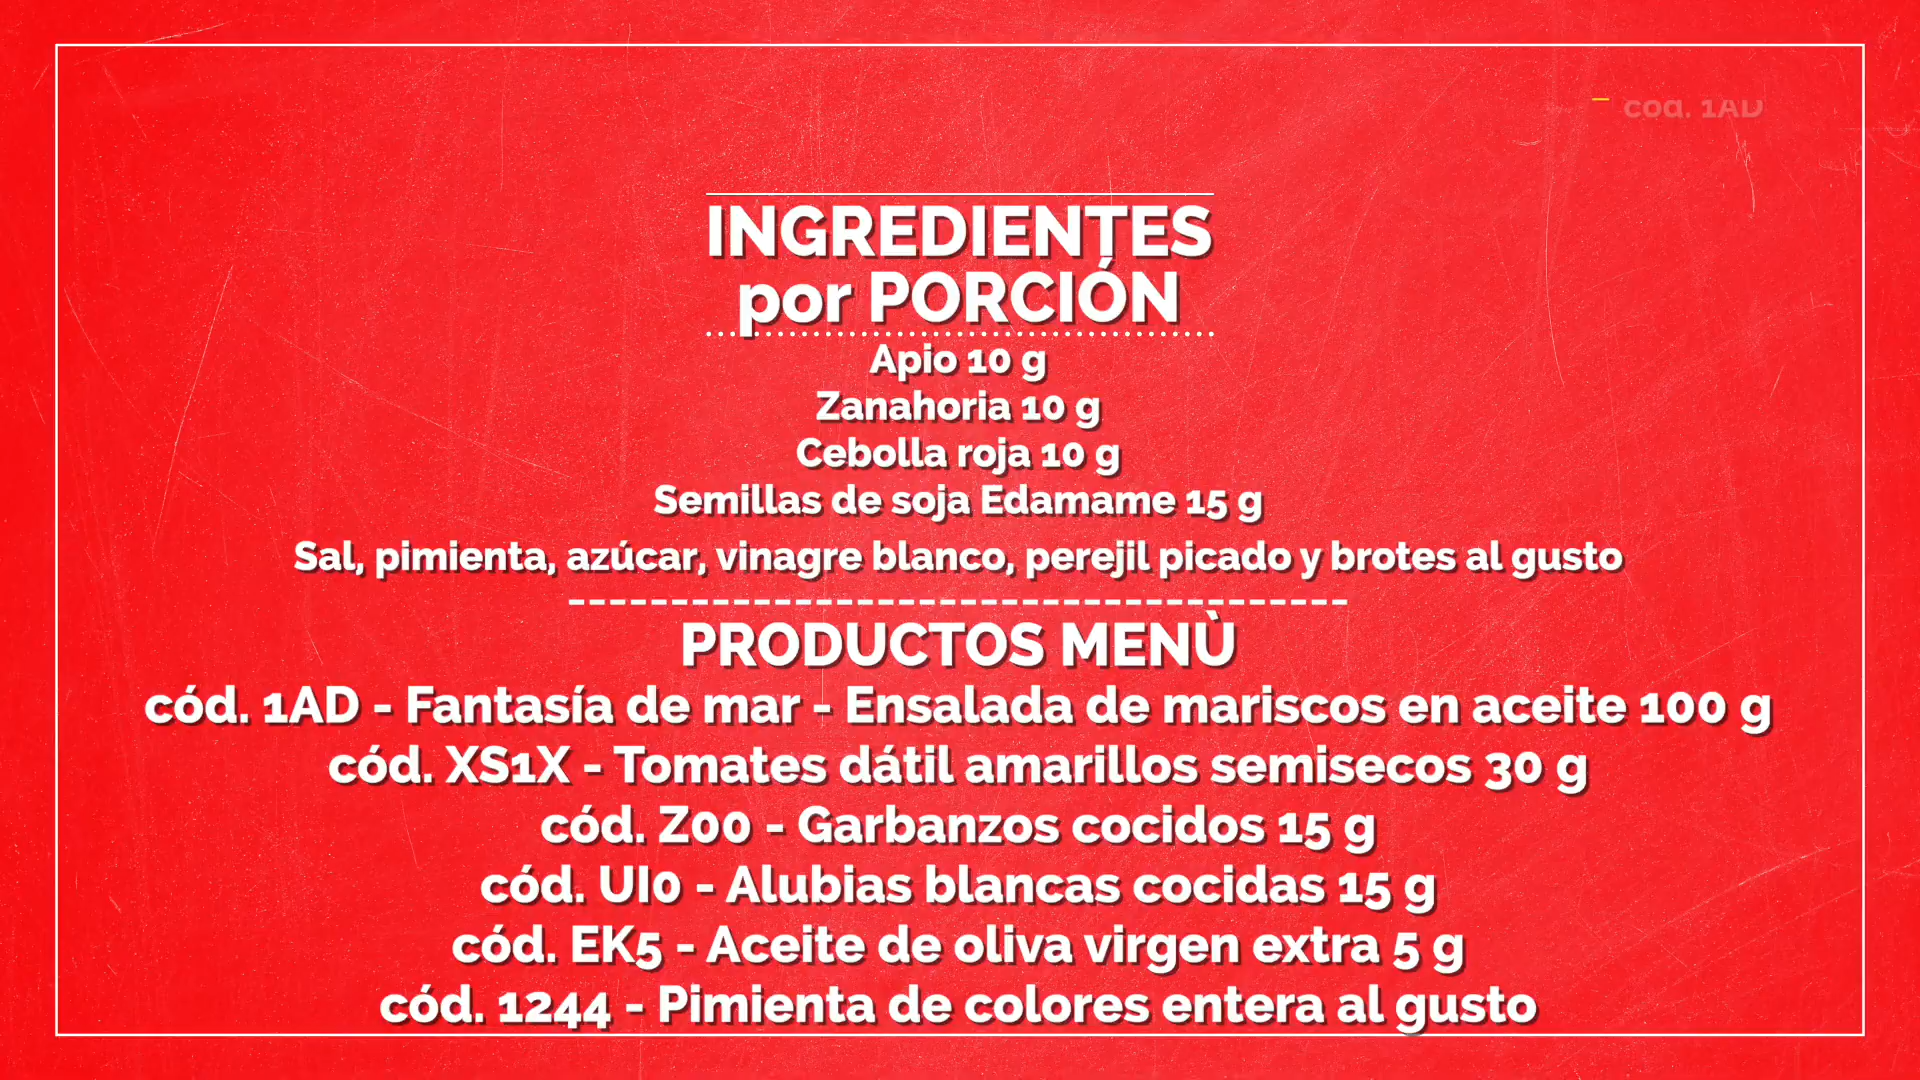 cod. 1AD
INGREDIENTES
por PORCIÓN
Apio 10 g
Zanahoria 10 g
Cebolla roja 10 g
Semillas de soja Edamame 15 g
Sal, pimienta, azúcar, vinagre blanco, perejil picado y brotes al gusto
--------------------------------------
PRODUCTOS MENÙ
cód. 1AD - Fantasía de mar - Ensalada de mariscos en aceite 100 g
cód. XS1X - Tomates dátil amarillos semisecos 30 g
cód. Z00 - Garbanzos cocidos 15 g
cód. UI0 - Alubias blancas cocidas 15 g
cód. EK5 - Aceite de oliva virgen extra 5 g
cód. 1244 - Pimienta de colores entera al gusto